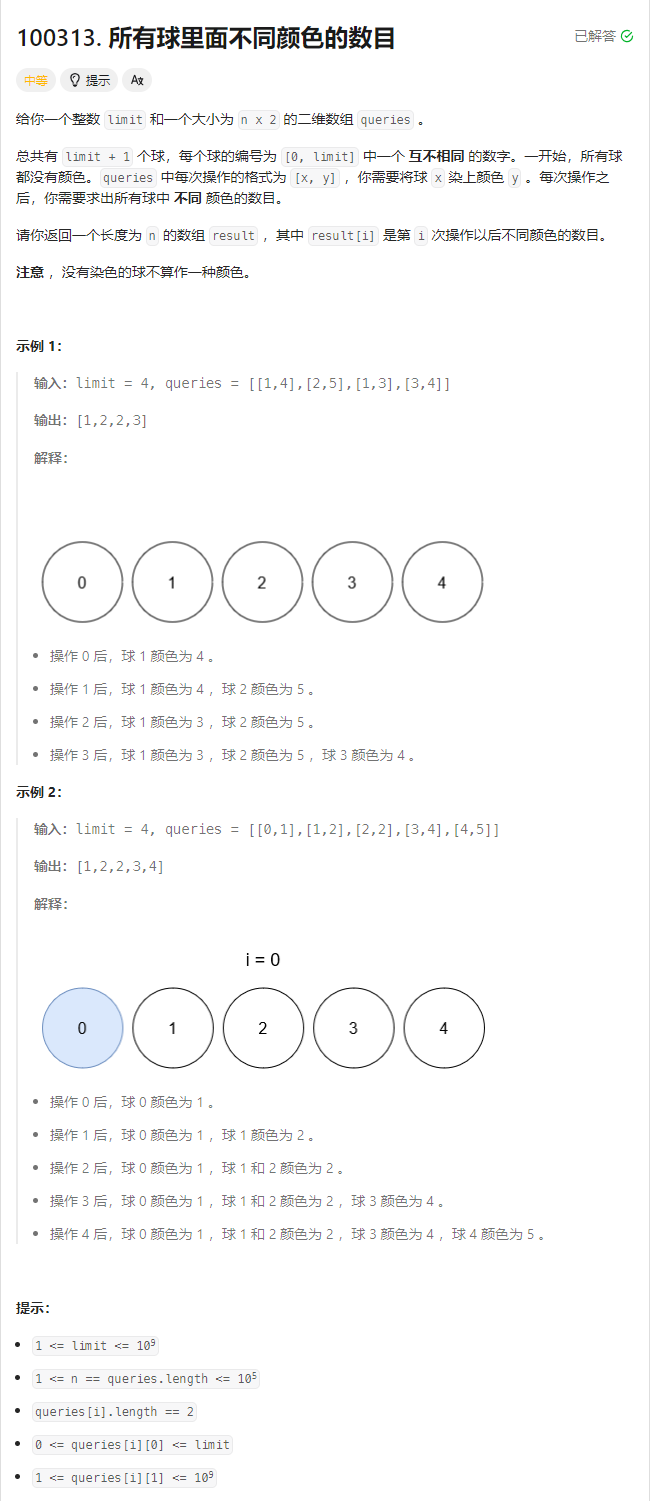 100313. 所有球里面不同颜色的数目
已解答
中等 提示
给你一个整数 limit 和一个大小为 n x 2 的二维数组 queries 。
总共有 limit + 1 个球，每个球的编号为 [0, limit] 中一个 互不相同 的数字。一开始，所有球
都没有颜色。queries 中每次操作的格式为 [x, y] ，你需要将球 x 染上颜色 y 。每次操作之
后，你需要求出所有球中 不同 颜色的数目。
请你返回一个长度为 n 的数组 result ，其中 result[i] 是第 i 次操作以后不同颜色的数目。
注意 ，没有染色的球不算作一种颜色。
示例 1：
输入：limit = 4, queries = [[1,4],[2,5],[1,3],[3,4]]
输出：[1,2,2,3]
解释：
0 1 2 3 4
操作 0 后，球 1 颜色为 4 。
操作 1 后，球 1 颜色为 4 ，球 2 颜色为 5 。
操作 2 后，球 1 颜色为 3 ，球 2 颜色为 5 。
操作 3 后，球 1 颜色为 3 ，球 2 颜色为 5 ，球 3 颜色为 4 。
示例 2：
输入：limit = 4, queries = [[0,1],[1,2],[2,2],[3,4],[4,5]]
输出：[1,2,2,3,4]
解释：
i = 0
0 1 2 3 4
操作 0 后，球 0 颜色为 1 。
操作 1 后，球 0 颜色为 1 ，球 1 颜色为 2 。
操作 2 后，球 0 颜色为 1 ，球 1 和 2 颜色为 2 。
操作 3 后，球 0 颜色为 1 ，球 1 和 2 颜色为 2 ，球 3 颜色为 4 。
操作 4 后，球 0 颜色为 1 ，球 1 和 2 颜色为 2 ，球 3 颜色为 4 ，球 4 颜色为 5 。
提示：
1 <= limit <= 10⁹
1 <= n == queries.length <= 10⁵
queries[i].length == 2
0 <= queries[i][0] <= limit
1 <= queries[i][1] <= 10⁹